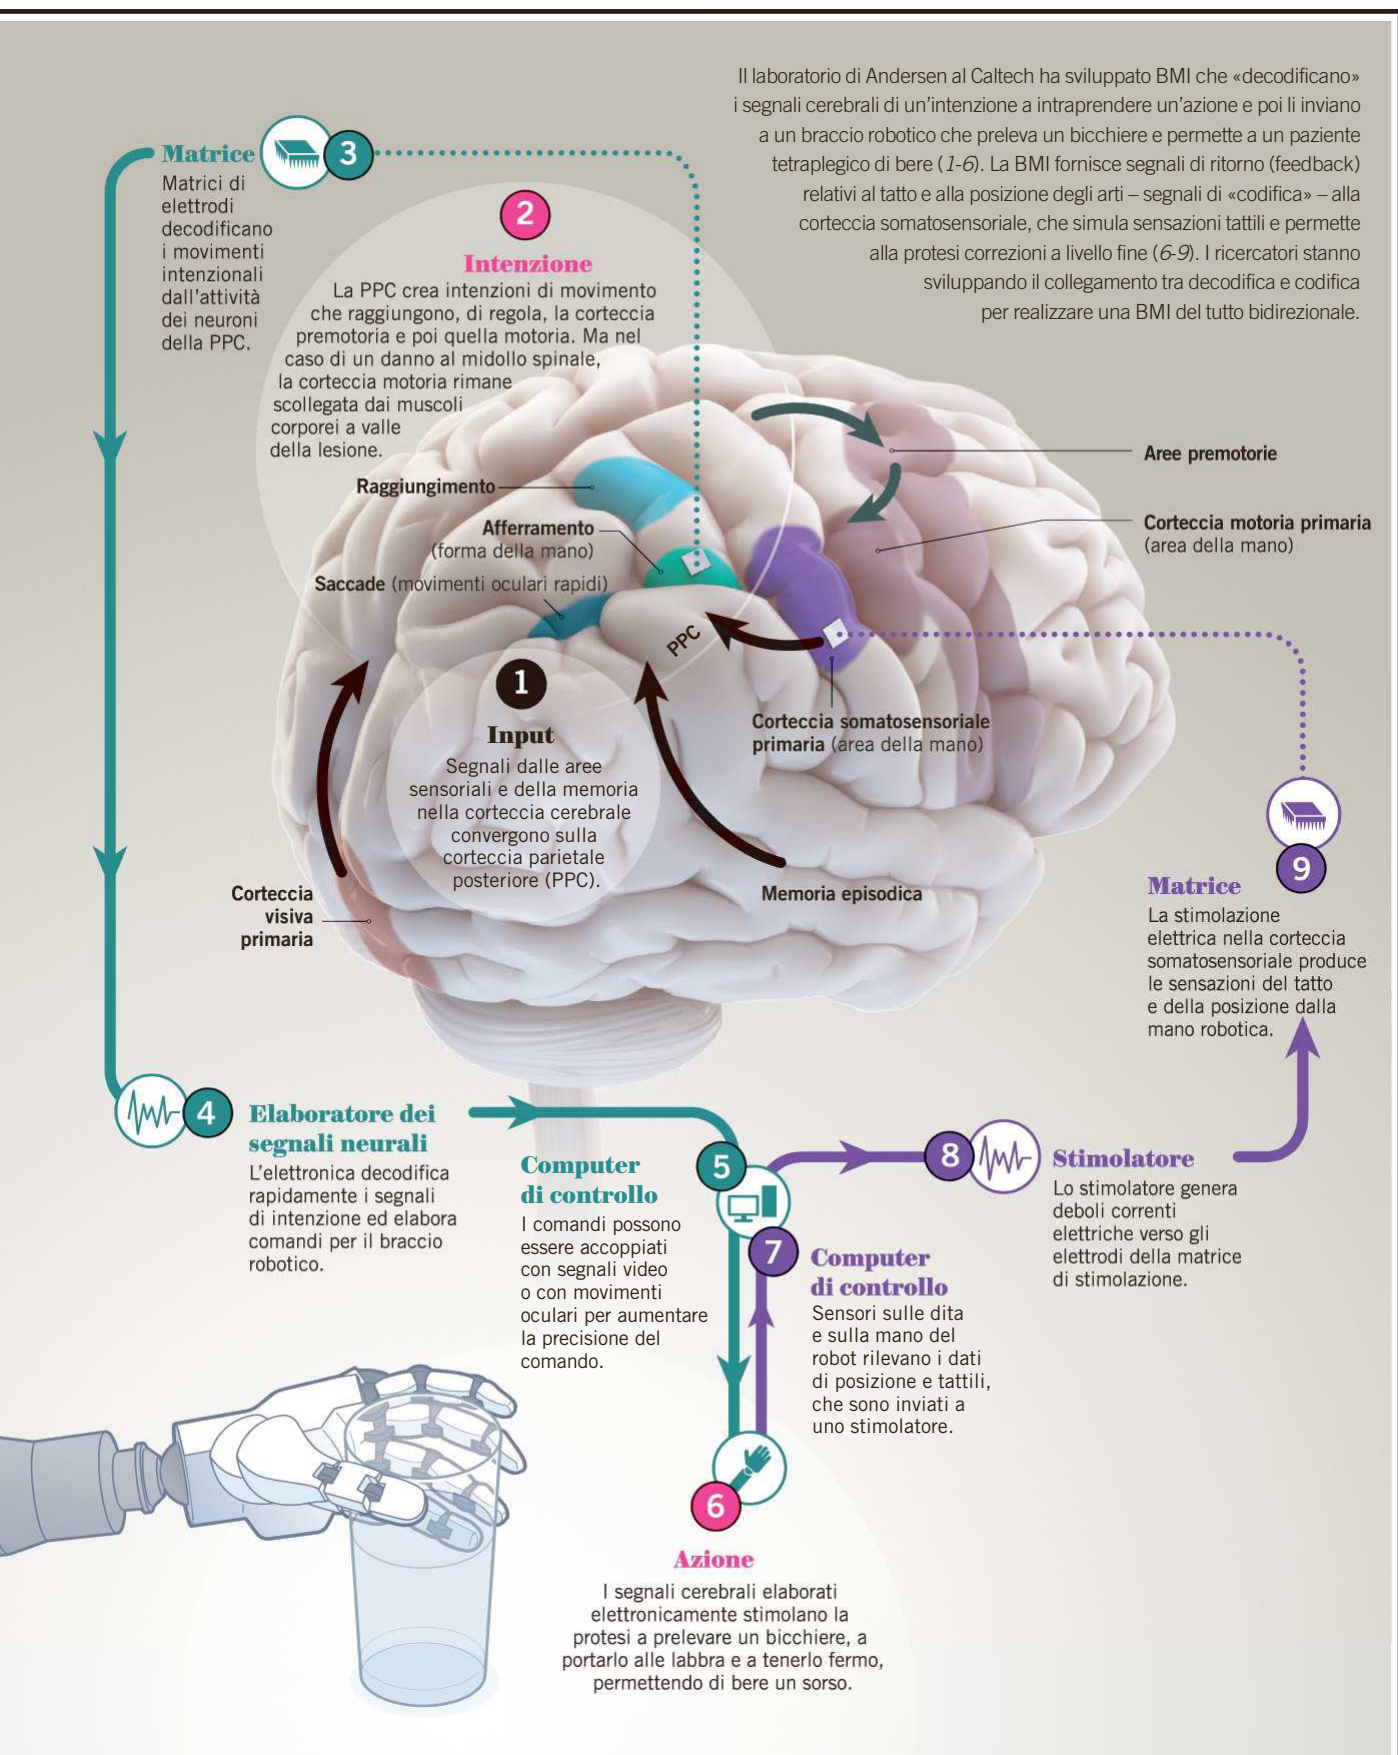 Il laboratorio di Andersen al Caltech ha sviluppato BMI che «decodificano»
i segnali cerebrali di un'intenzione a intraprendere un'azione e poi li inviano
a un braccio robotico che preleva un bicchiere e permette a un paziente
tetraplegico di bere (1-6). La BMI fornisce segnali di ritorno (feedback)
relativi al tatto e alla posizione degli arti – segnali di «codifica» – alla
corteccia somatosensoriale, che simula sensazioni tattili e permette
alla protesi correzioni a livello fine (6-9). I ricercatori stanno
sviluppando il collegamento tra decodifica e codifica
per realizzare una BMI del tutto bidirezionale.
Matrice
3
Matrici di
elettrodi
decodificano
i movimenti
intenzionali
dall'attività
dei neuroni
della PPC.
2
Intenzione
La PPC crea intenzioni di movimento
che raggiungono, di regola, la corteccia
premotoria e poi quella motoria. Ma nel
caso di un danno al midollo spinale,
la corteccia motoria rimane
scollegata dai muscoli
corporei a valle
della lesione.
Raggiungimento
Afferramento
(forma della mano)
Saccade (movimenti oculari rapidi)
Aree premotorie
Corteccia motoria primaria
(area della mano)
PPC
1
Input
Segnali dalle aree
sensoriali e della memoria
nella corteccia cerebrale
convergono sulla
corteccia parietale
posteriore (PPC).
Corteccia somatosensoriale
primaria (area della mano)
Corteccia
visiva
primaria
Memoria episodica
9
Matrice
La stimolazione
elettrica nella corteccia
somatosensoriale produce
le sensazioni del tatto
e della posizione dalla
mano robotica.
4
Elaboratore dei
segnali neurali
L'elettronica decodifica
rapidamente i segnali
di intenzione ed elabora
comandi per il braccio
robotico.
5
Computer
di controllo
I comandi possono
essere accoppiati
con segnali video
o con movimenti
oculari per aumentare
la precisione del
comando.
7
Computer
di controllo
Sensori sulle dita
e sulla mano del
robot rilevano i dati
di posizione e tattili,
che sono inviati a
uno stimolatore.
8
Stimolatore
Lo stimolatore genera
deboli correnti
elettriche verso gli
elettrodi della matrice
di stimolazione.
6
Azione
I segnali cerebrali elaborati
elettronicamente stimolano la
protesi a prelevare un bicchiere, a
portarlo alle labbra e a tenerlo fermo,
permettendo di bere un sorso.